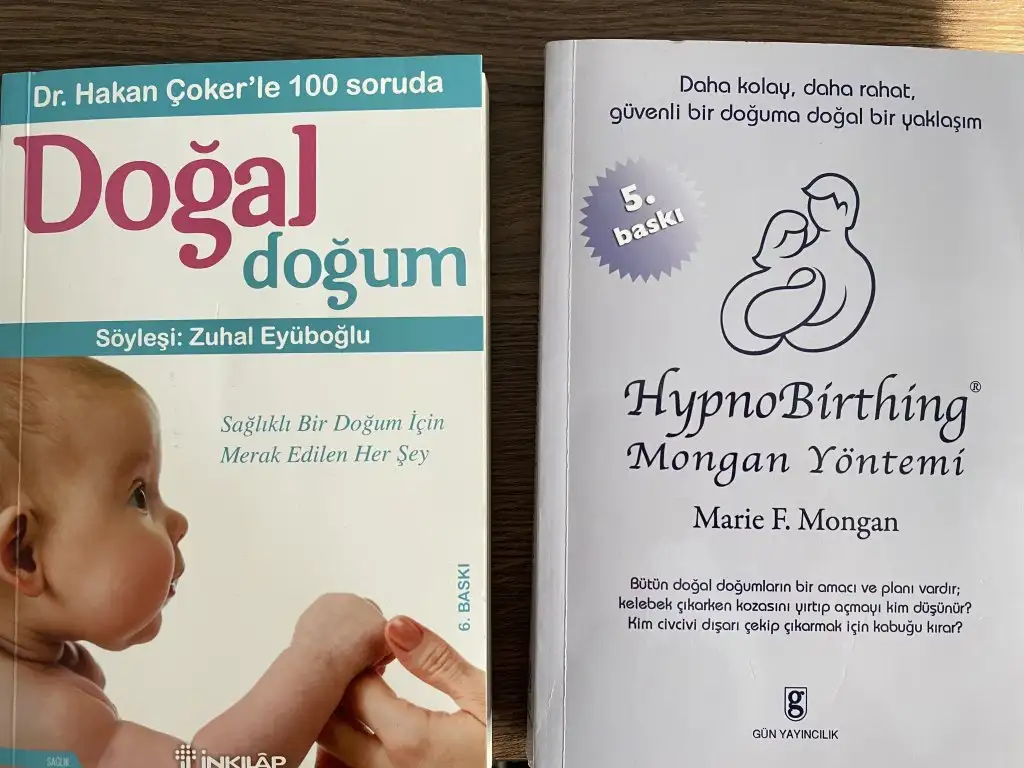 Dr. Hakan Çoker'le 100 soruda
Doğal
doğum
Söyleşi: Zuhal Eyüboğlu
Sağlıklı Bir Doğum İçin
Merak Edilen Her Şey
6. BASKI
SAĞLIK
İNKILÂP
Daha kolay, daha rahat,
güvenli bir doğuma doğal bir yaklaşım
5.
baskı
HypnoBirthing®
Mongan Yöntemi
Marie F. Mongan
Bütün doğal doğumların bir amacı ve planı vardır;
kelebek çıkarken kozasını yırtıp açmayı kim düşünür?
Kim civcivi dışarı çekip çıkarmak için kabuğu kırar?
g
GÜN YAYINCILIK